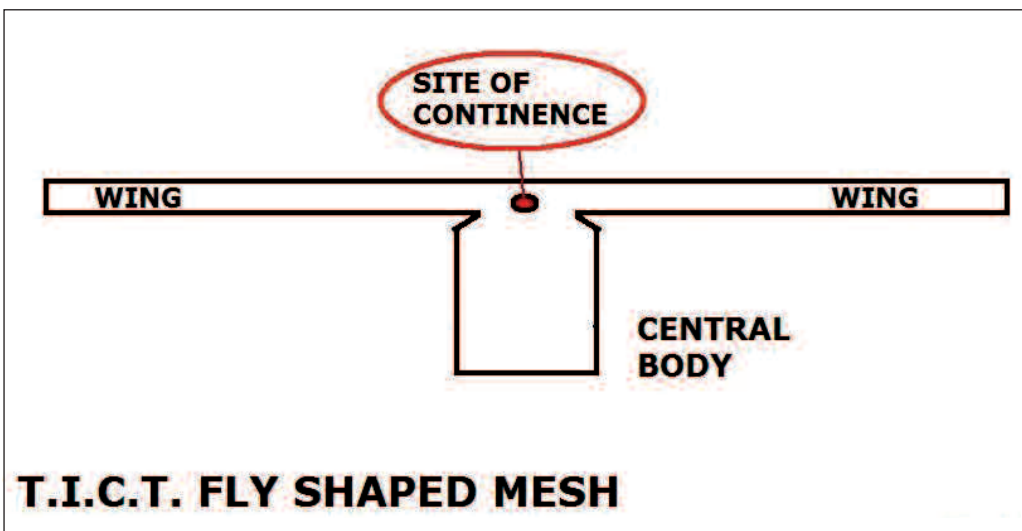 SITE OF
CONTINENCE
WING WING
CENTRAL
BODY
T.I.C.T. FLY SHAPED MESH